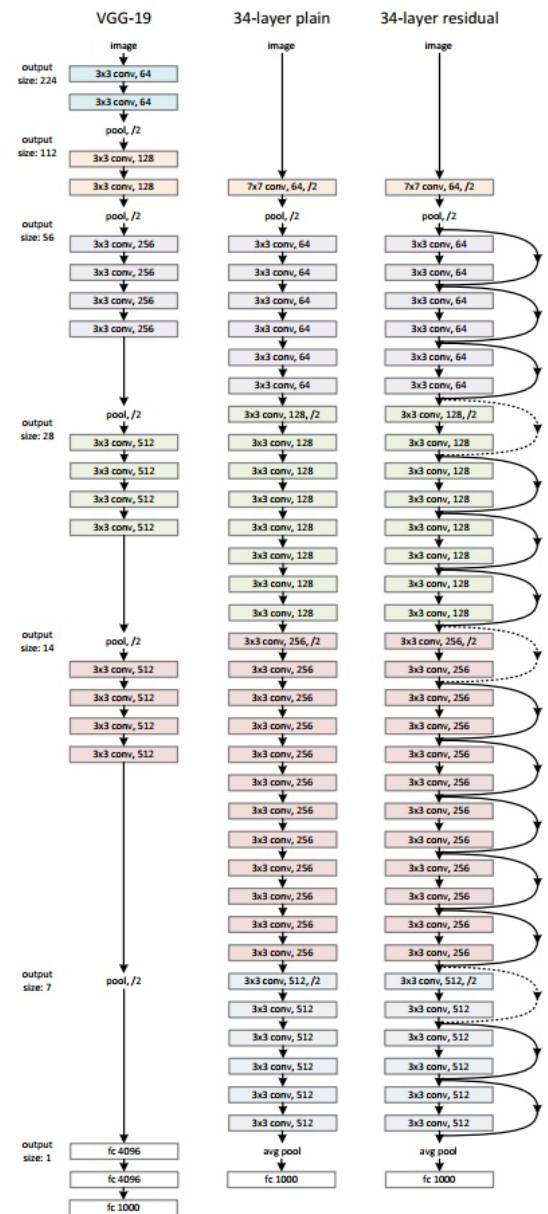 VGG-19
image
output
size: 224
3x3 conv, 64
3x3 conv, 64
pool, /2
output
size: 112
3x3 conv, 128
3x3 conv, 128
pool, /2
output
size: 56
3x3 conv, 256
3x3 conv, 256
3x3 conv, 256
3x3 conv, 256
pool, /2
output
size: 28
3x3 conv, 512
3x3 conv, 512
3x3 conv, 512
3x3 conv, 512
pool, /2
output
size: 14
3x3 conv, 512
3x3 conv, 512
3x3 conv, 512
3x3 conv, 512
output
size: 7
pool, /2
output
size: 1
fc 4096
fc 4096
fc 1000
34-layer plain
image
7x7 conv, 64, /2
pool, /2
3x3 conv, 64
3x3 conv, 64
3x3 conv, 64
3x3 conv, 64
3x3 conv, 64
3x3 conv, 64
3x3 conv, 128, /2
3x3 conv, 128
3x3 conv, 128
3x3 conv, 128
3x3 conv, 128
3x3 conv, 128
3x3 conv, 128
3x3 conv, 128
3x3 conv, 256, /2
3x3 conv, 256
3x3 conv, 256
3x3 conv, 256
3x3 conv, 256
3x3 conv, 256
3x3 conv, 256
3x3 conv, 256
3x3 conv, 256
3x3 conv, 256
3x3 conv, 256
3x3 conv, 256
3x3 conv, 512, /2
3x3 conv, 512
3x3 conv, 512
3x3 conv, 512
3x3 conv, 512
3x3 conv, 512
avg pool
fc 1000
34-layer residual
image
7x7 conv, 64, /2
pool, /2
3x3 conv, 64
3x3 conv, 64
3x3 conv, 64
3x3 conv, 64
3x3 conv, 64
3x3 conv, 64
3x3 conv, 128, /2
3x3 conv, 128
3x3 conv, 128
3x3 conv, 128
3x3 conv, 128
3x3 conv, 128
3x3 conv, 128
3x3 conv, 128
3x3 conv, 256, /2
3x3 conv, 256
3x3 conv, 256
3x3 conv, 256
3x3 conv, 256
3x3 conv, 256
3x3 conv, 256
3x3 conv, 256
3x3 conv, 256
3x3 conv, 256
3x3 conv, 256
3x3 conv, 256
3x3 conv, 512, /2
3x3 conv, 512
3x3 conv, 512
3x3 conv, 512
3x3 conv, 512
3x3 conv, 512
avg pool
fc 1000